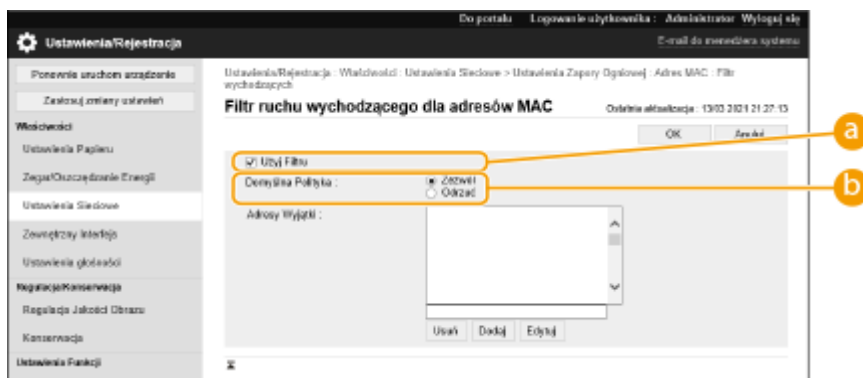 Do portalu Logowanie użytkownika : Administrator Wyloguj się
Ustawienia/Rejestracja
E-mail do menedżera systemu
Ponownie uruchom urządzenie
Zastosuj zmiany ustawień
Ustawienia/Rejestracja : Właściwości : Ustawienia Sieciowe > Ustawienia Zapory Ogniowej : Adres MAC : Filtr
wychodzących
Filtr ruchu wychodzącego dla adresów MAC
Ostatnia aktualizacja : 13/03 2021 21:27:13
OK Anuluj
Właściwości
Ustawienia Papieru
Zegar/Oszczędzanie Energii
Ustawienia Sieciowe
Zewnętrzny Interfejs
Ustawienia głośności
Regulacja/Konserwacja
Regulacja Jakości Obrazu
Konserwacja
Ustawienia Funkcji
Użyj Filtru
a
Domyślna Polityka :
Zezwól
Odrzuć
b
Adresy Wyjątki :
Usuń Dodaj Edytuj